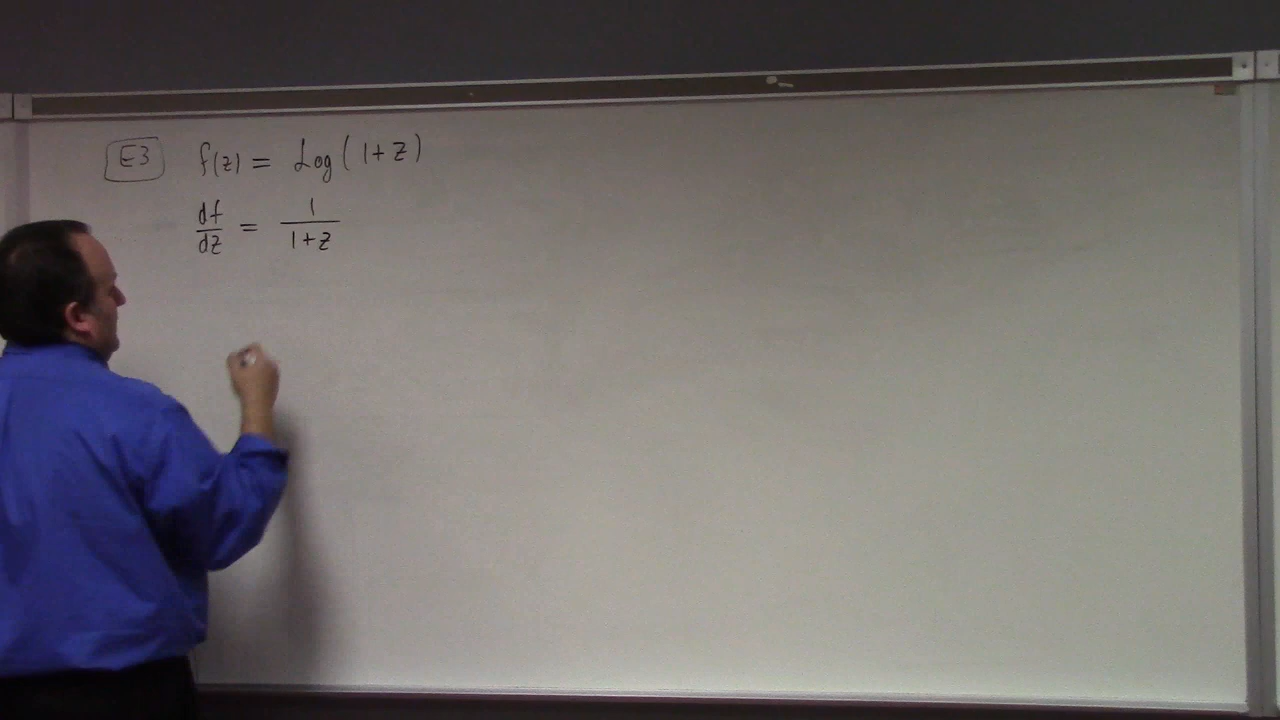 E3 f(z) = Log(1+z)
df/dz = 1/(1+z)